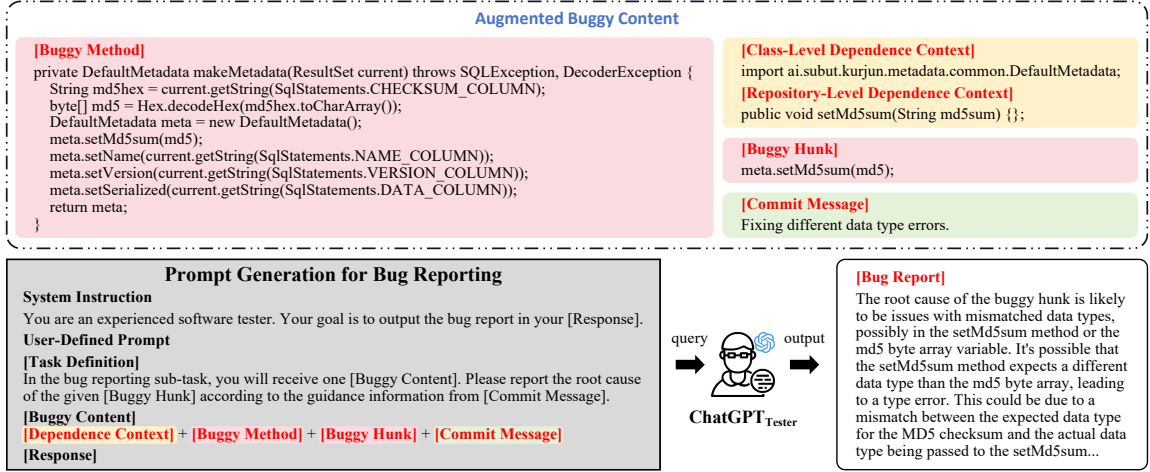 Augmented Buggy Content
[Buggy Method]
private DefaultMetadata makeMetadata(ResultSet current) throws SQLException, DecoderException {
String md5hex = current.getString(SqlStatements.CHECKSUM_COLUMN);
byte[] md5 = Hex.decodeHex(md5hex.toCharArray());
DefaultMetadata meta = new DefaultMetadata();
meta.setMd5sum(md5);
meta.setName(current.getString(SqlStatements.NAME_COLUMN));
meta.setVersion(current.getString(SqlStatements.VERSION_COLUMN));
meta.setSerialized(current.getString(SqlStatements.DATA_COLUMN));
return meta;
}
[Class-Level Dependence Context]
import ai.subut.kurjun.metadata.common.DefaultMetadata;
[Repository-Level Dependence Context]
public void setMd5sum(String md5sum) {};
[Buggy Hunk]
meta.setMd5sum(md5);
[Commit Message]
Fixing different data type errors.
Prompt Generation for Bug Reporting
System Instruction
You are an experienced software tester. Your goal is to output the bug report in your [Response].
User-Defined Prompt
[Task Definition]
In the bug reporting sub-task, you will receive one [Buggy Content]. Please report the root cause
of the given [Buggy Hunk] according to the guidance information from [Commit Message].
[Buggy Content]
[Dependence Context] + [Buggy Method] + [Buggy Hunk] + [Commit Message]
[Response]
query
output
ChatGPT Tester
[Bug Report]
The root cause of the buggy hunk is likely
to be issues with mismatched data types,
possibly in the setMd5sum method or the
md5 byte array variable. It's possible that
the setMd5sum method expects a different
data type than the md5 byte array, leading
to a type error. This could be due to a
mismatch between the expected data type
for the MD5 checksum and the actual data
type being passed to the setMd5sum...